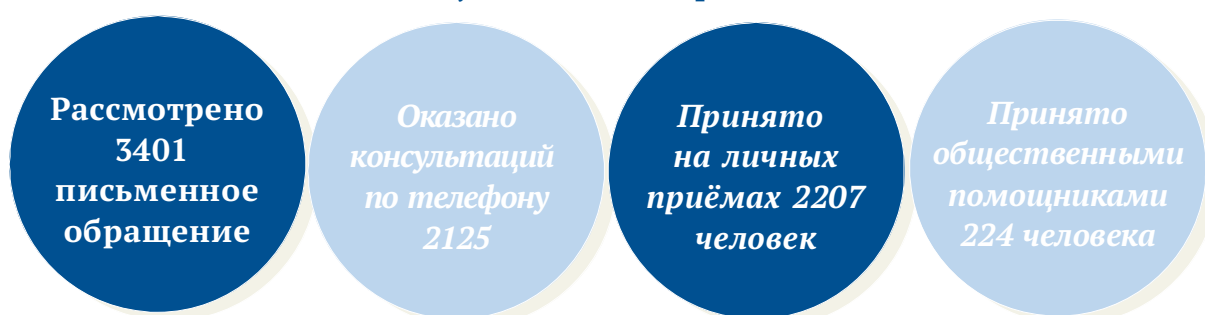 Рассмотрено
3401
письменное
обращение
Оказано
консультаций
по телефону
2125
Принято
на личных
приёмах 2207
человек
Принято
общественными
помощниками
224 человека